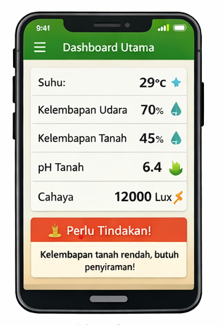 9:41
Dashboard Utama
Suhu: 29°C
Kelembapan Udara 70%
Kelembapan Tanah 45%
pH Tanah 6.4
Cahaya 12000 Lux
Perlu Tindakan!
Kelembapan tanah rendah, butuh
penyiraman!